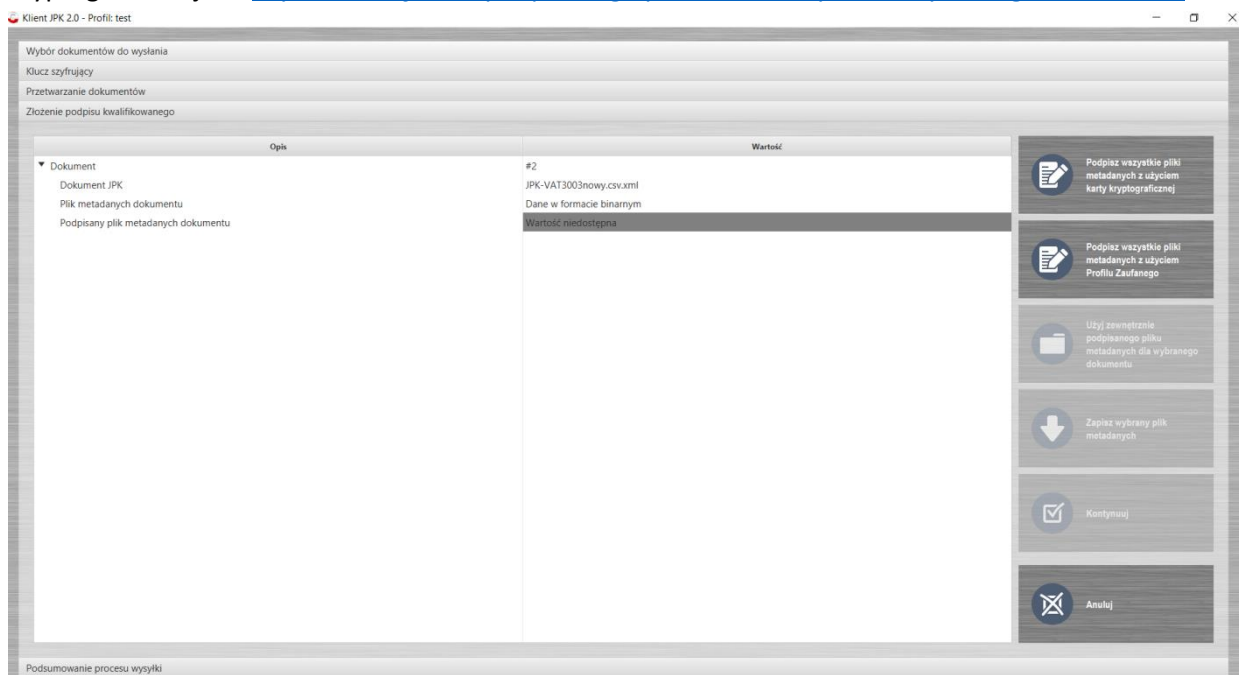 Klient JPK 2.0 - Profil: test
Wybór dokumentów do wysłania
Klucz szyfrujący
Przetwarzanie dokumentów
Złożenie podpisu kwalifikowanego
Opis Wartość
Dokument #2
Dokument JPK JPK-VAT3003nowy.csv.xml
Plik metadanych dokumentu Dane w formacie binarnym
Podpisany plik metadanych dokumentu Wartość niedostępna
Podpisz wszystkie pliki
metadanych z użyciem
karty kryptograficznej
Podpisz wszystkie pliki
metadanych z użyciem
Profilu Zaufanego
Użyj zewnętrznie
podpisanego pliku
metadanych dla wybranego
dokumentu
Zapisz wybrany plik
metadanych
Kontynuuj
Anuluj
Podsumowanie procesu wysyłki